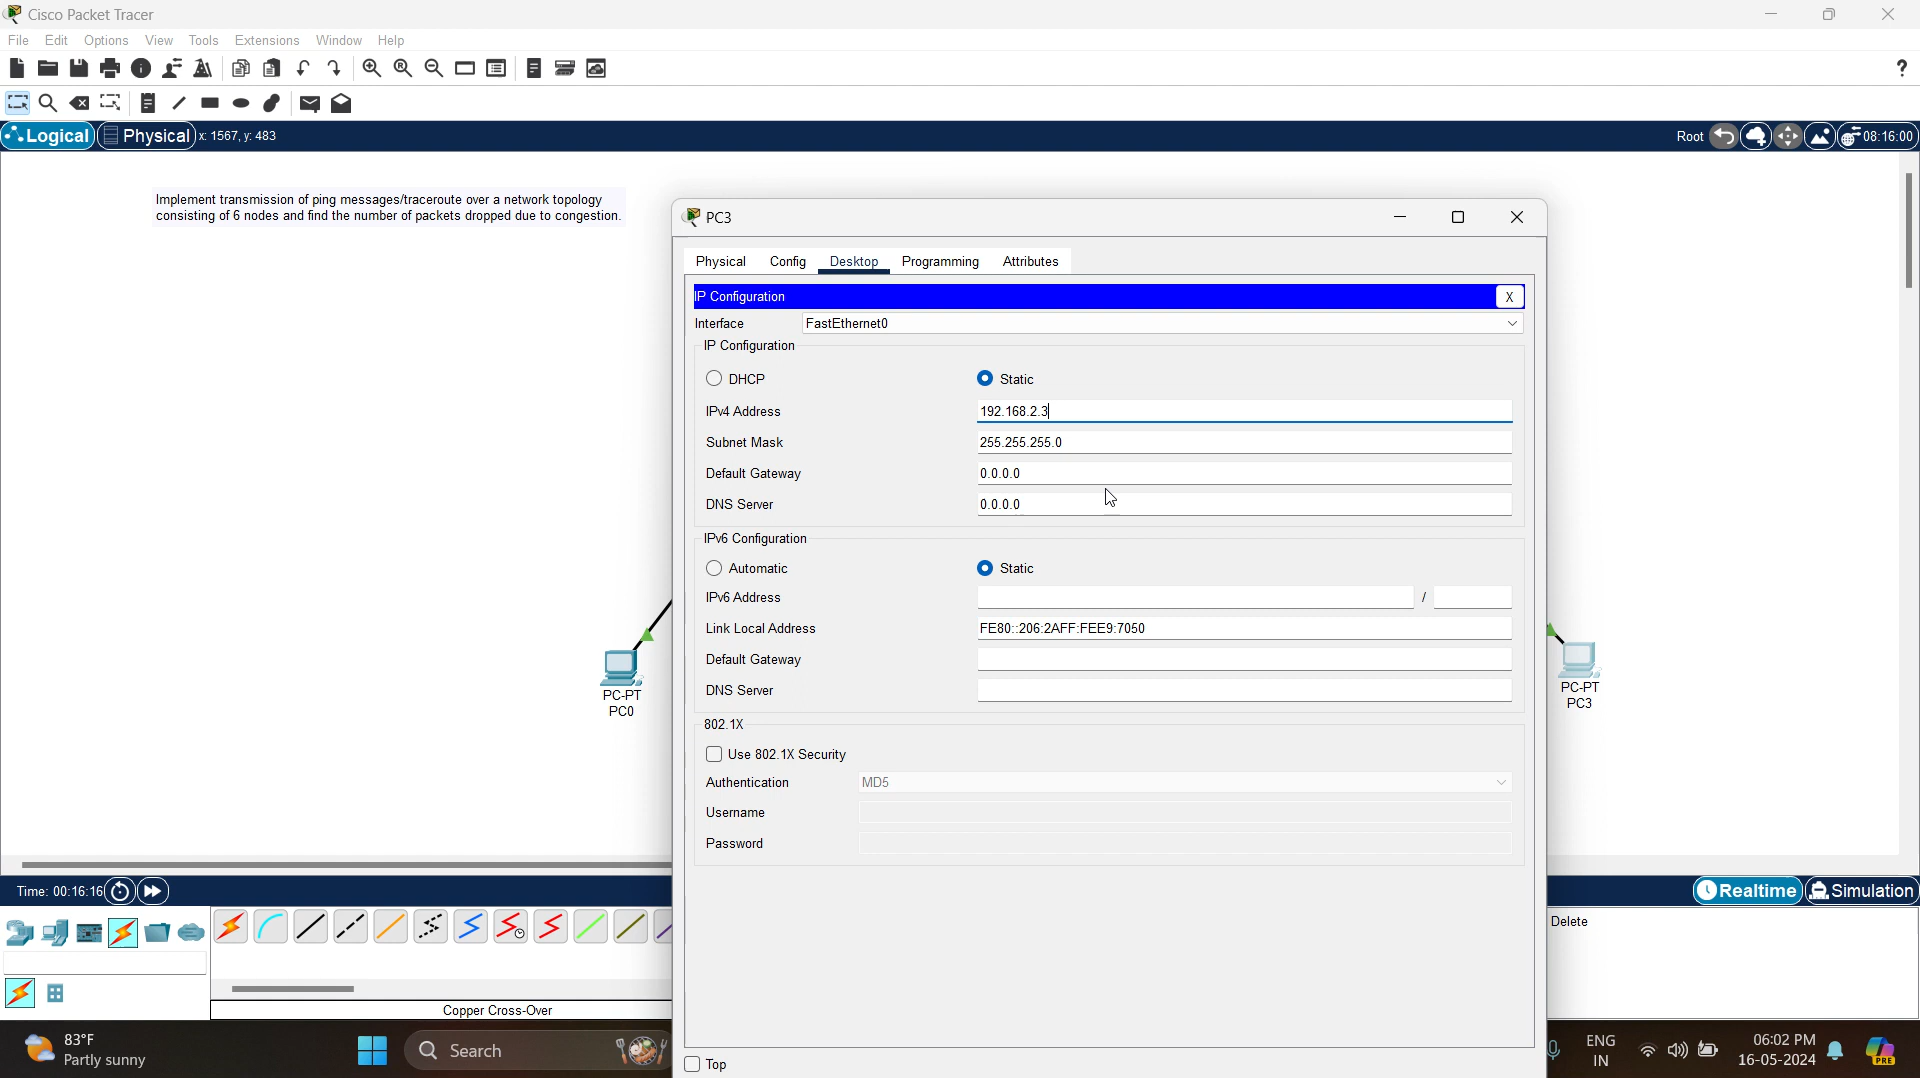 Cisco Packet Tracer
File Edit Options View Tools Extensions Window Help
?
Logical Physical x: 1567, y: 483 Root 08:16:00
Implement transmission of ping messages/traceroute over a network topology
consisting of 6 nodes and find the number of packets dropped due to congestion.
PC3
Physical Config Desktop Programming Attributes
IP Configuration X
Interface FastEthernet0
IP Configuration
DHCP Static
IPv4 Address 192.168.2.3
Subnet Mask 255.255.255.0
Default Gateway 0.0.0.0
DNS Server 0.0.0.0
IPv6 Configuration
Automatic Static
IPv6 Address /
Link Local Address FE80::206:2AFF:FEE9:7050
Default Gateway
DNS Server
802.1X
Use 802.1X Security
Authentication MD5
Username
Password
Top
PC-PT
PC0
PC-PT
PC3
Time: 00:16:16 Realtime Simulation
Delete
Copper Cross-Over
83°F
Partly sunny
Search
ENG
IN
06:02 PM
16-05-2024
PRE